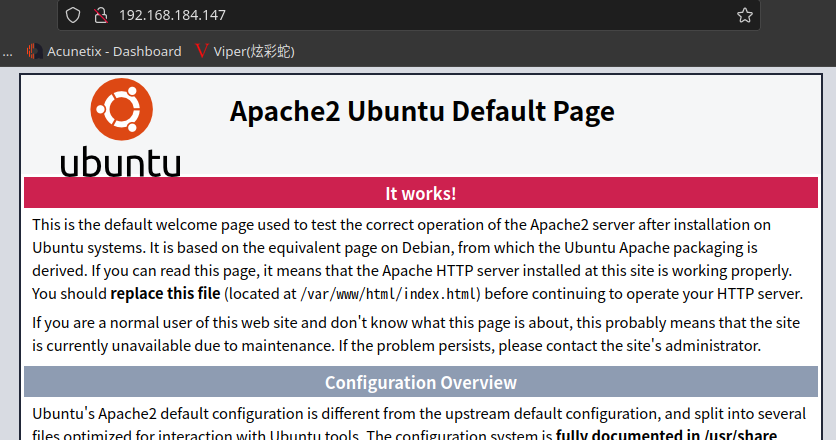 192.168.184.147
... Acunetix - Dashboard Viper(炫彩蛇)
Apache2 Ubuntu Default Page
ubuntu
It works!
This is the default welcome page used to test the correct operation of the Apache2 server after installation on
Ubuntu systems. It is based on the equivalent page on Debian, from which the Ubuntu Apache packaging is
derived. If you can read this page, it means that the Apache HTTP server installed at this site is working properly.
You should replace this file (located at /var/www/html/index.html) before continuing to operate your HTTP server.
If you are a normal user of this web site and don't know what this page is about, this probably means that the site
is currently unavailable due to maintenance. If the problem persists, please contact the site's administrator.
Configuration Overview
Ubuntu's Apache2 default configuration is different from the upstream default configuration, and split into several
files optimized for interaction with Ubuntu tools. The configuration system is fully documented in /usr/share